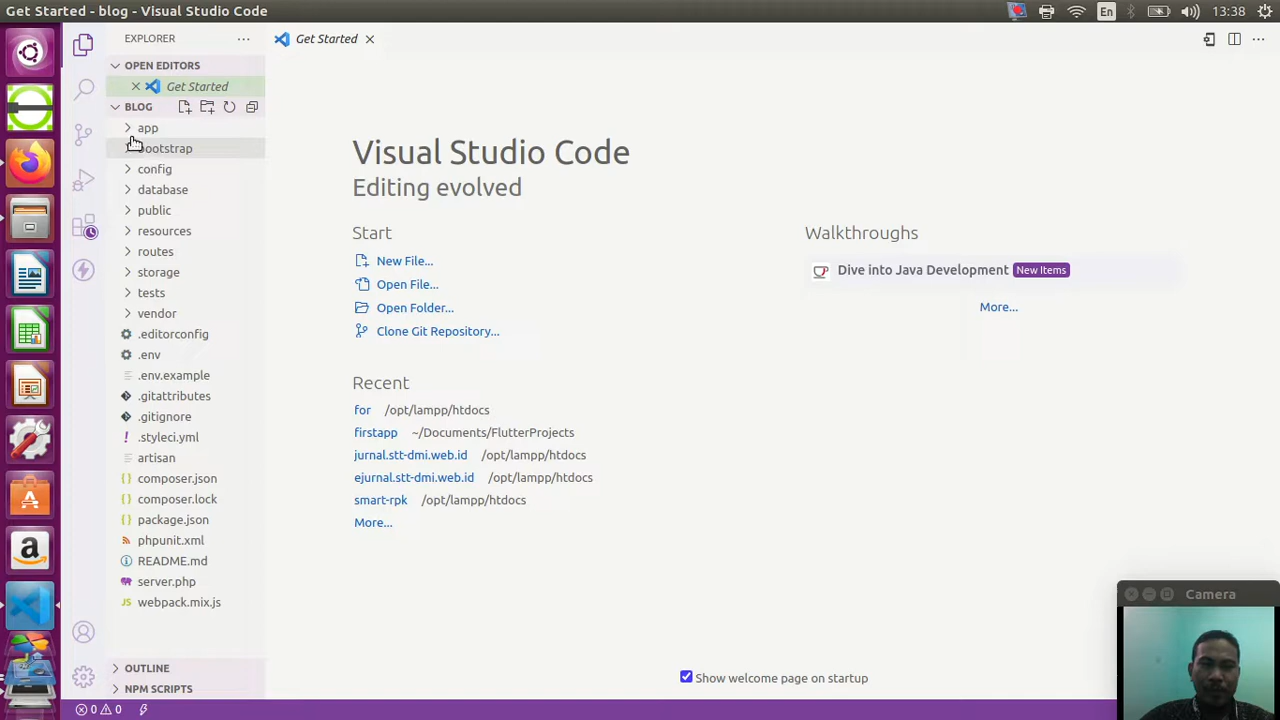 Get Started - blog - Visual Studio Code
En
13:38
EXPLORER
Get Started
OPEN EDITORS
Get Started
BLOG
app
bootstrap
config
database
public
resources
routes
storage
tests
vendor
.editorconfig
.env
.env.example
.gitattributes
.gitignore
.styleci.yml
artisan
composer.json
composer.lock
package.json
phpunit.xml
README.md
server.php
webpack.mix.js
OUTLINE
NPM SCRIPTS
0
0
Visual Studio Code
Editing evolved
Start
New File...
Open File...
Open Folder...
Clone Git Repository...
Recent
for /opt/lampp/htdocs
firstapp ~/Documents/FlutterProjects
jurnal.stt-dmi.web.id /opt/lampp/htdocs
ejurnal.stt-dmi.web.id /opt/lampp/htdocs
smart-rpk /opt/lampp/htdocs
More...
Walkthroughs
Dive into Java Development New Items
More...
Show welcome page on startup
Camera